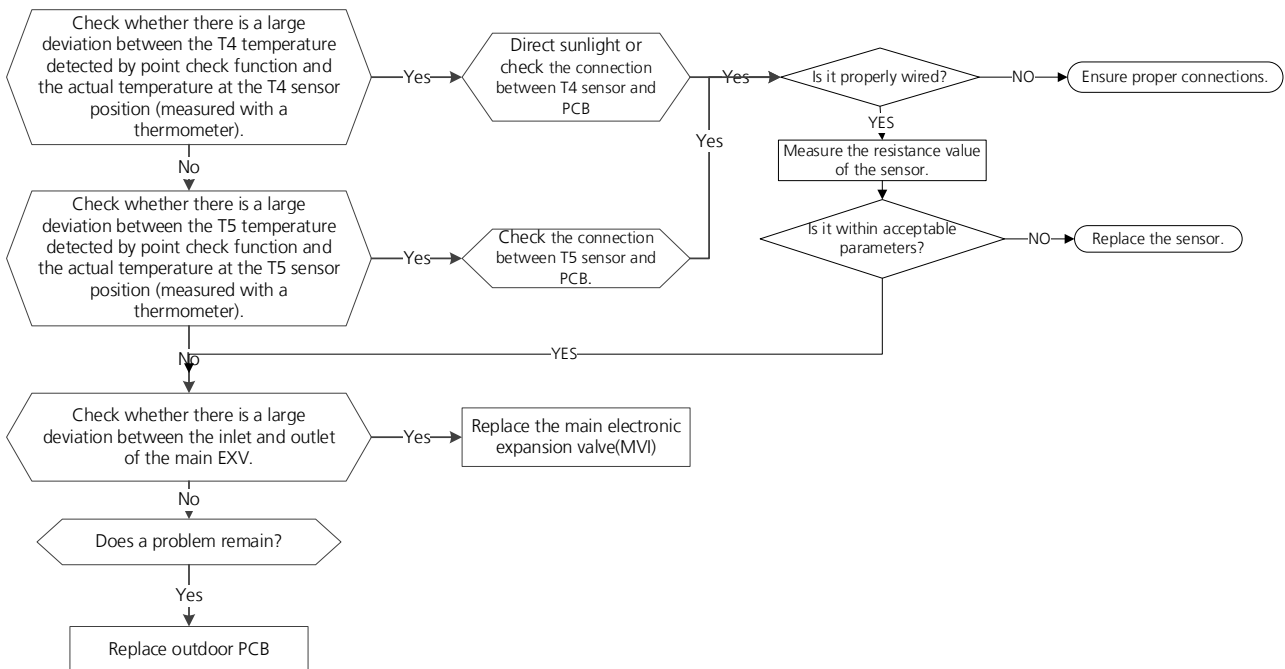 Check whether there is a large
deviation between the T4 temperature
detected by point check function and
the actual temperature at the T4 sensor
position (measured with a
thermometer).
Yes
Direct sunlight or
check the connection
between T4 sensor and
PCB
Yes
Is it properly wired?
NO
Ensure proper connections.
YES
Measure the resistance value
of the sensor.
Is it within acceptable
parameters?
NO
Replace the sensor.
YES
No
Check whether there is a large
deviation between the T5 temperature
detected by point check function and
the actual temperature at the T5 sensor
position (measured with a
thermometer).
Yes
Check the connection
between T5 sensor and
PCB.
Yes
No
Check whether there is a large
deviation between the inlet and outlet
of the main EXV.
Yes
Replace the main electronic
expansion valve(MVI)
No
Does a problem remain?
Yes
Replace outdoor PCB